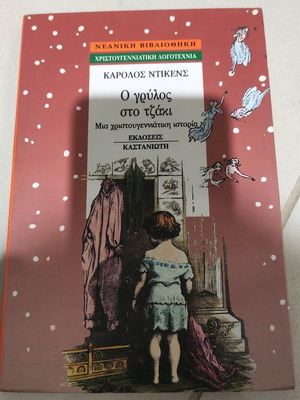 ΝΕΑΝΙΚΗ ΒΙΒΛΙΟΘΗΚΗ
ΧΡΙΣΤΟΥΓΕΝΝΙΑΤΙΚΗ ΛΟΓΟΤΕΧΝΙΑ
ΚΑΡΟΛΟΣ ΝΤΙΚΕΝΣ
Ο γρύλος
στο τζάκι
Μια χριστουγεννιάτικη ιστορία
ΕΚΔΟΣΕΙΣ
ΚΑΣΤΑΝΙΩΤΗ